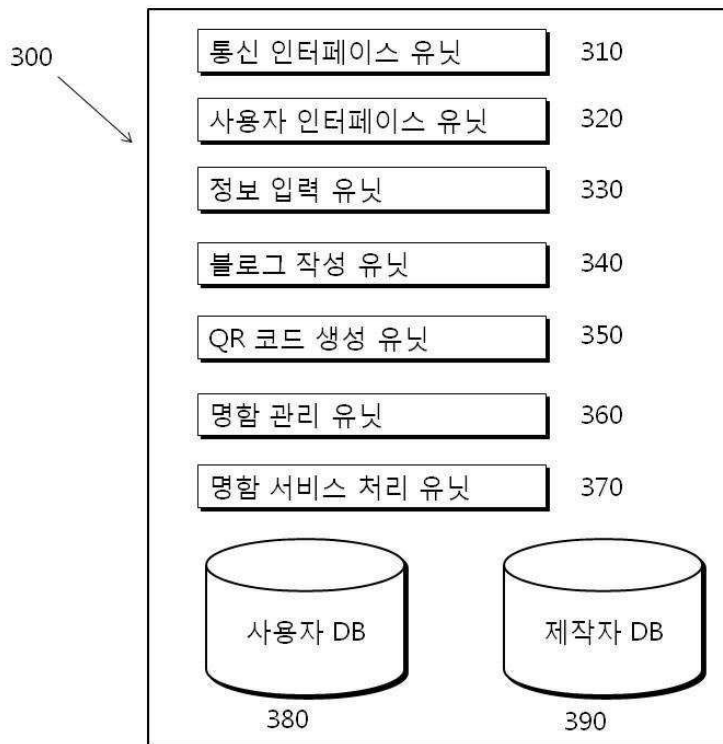 300
통신 인터페이스 유닛 310
사용자 인터페이스 유닛 320
정보 입력 유닛 330
블로그 작성 유닛 340
QR 코드 생성 유닛 350
명함 관리 유닛 360
명함 서비스 처리 유닛 370
사용자 DB 제작자 DB
380 390